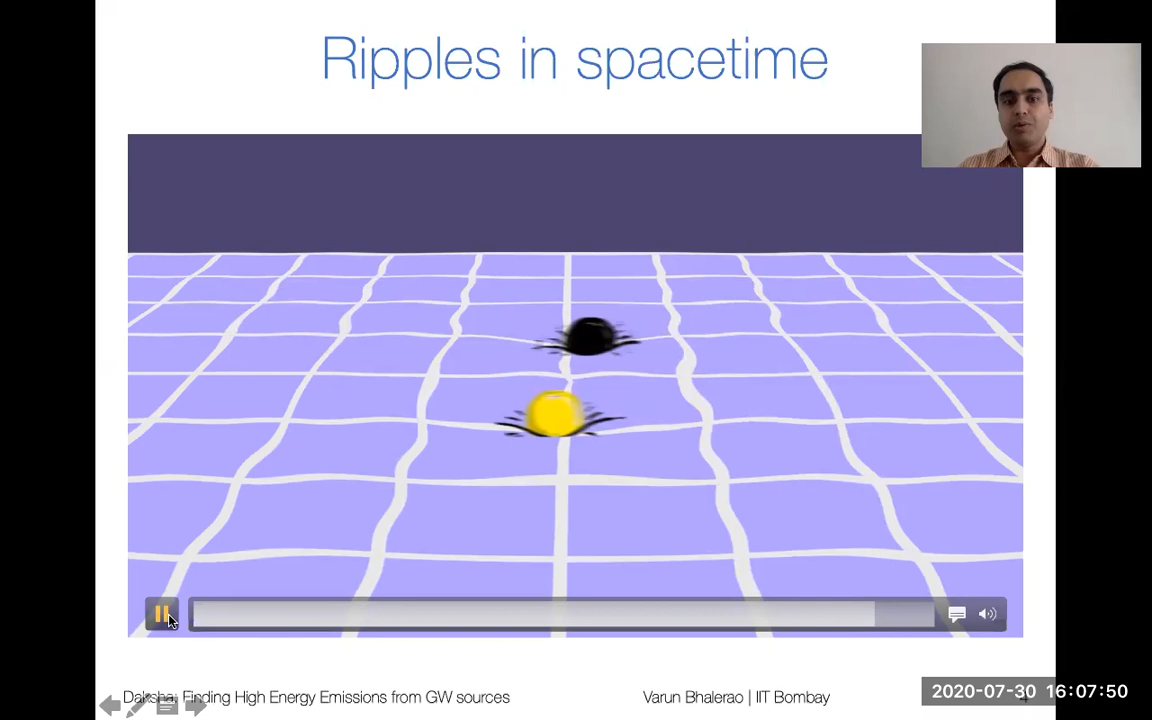 Ripples in spacetime
Daksha: Finding High Energy Emissions from GW sources
Varun Bhalerao | IIT Bombay
2020-07-30 16:07:50